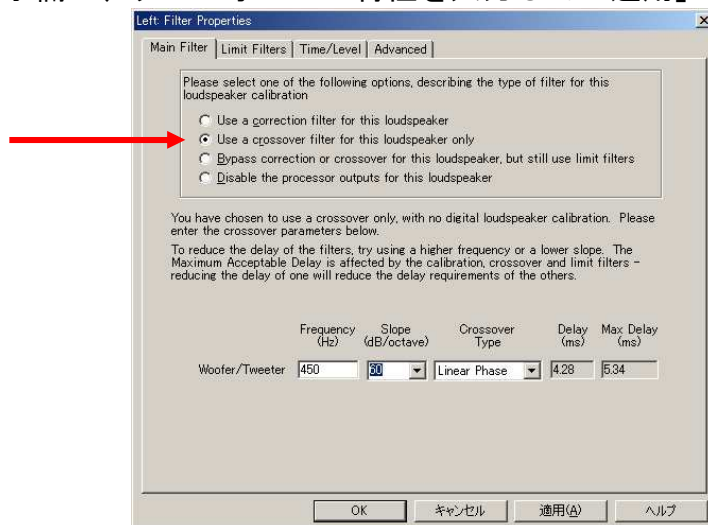 Left: Filter Properties
Main Filter Limit Filters Time/Level Advanced
Please select one of the following options, describing the type of filter for this
loudspeaker calibration
Use a correction filter for this loudspeaker
Use a crossover filter for this loudspeaker only
Bypass correction or crossover for this loudspeaker, but still use limit filters
Disable the processor outputs for this loudspeaker
You have chosen to use a crossover only, with no digital loudspeaker calibration. Please
enter the crossover parameters below.
To reduce the delay of the filters, try using a higher frequency or a lower slope. The
Maximum Acceptable Delay is affected by the calibration, crossover and limit filters -
reducing the delay of one will reduce the delay requirements of the others.
Frequency Slope Crossover Delay Max Delay
(Hz) (dB/octave) Type (ms) (ms)
Woofer/Tweeter 450 60 Linear Phase 4.28 5.34
OK キャンセル 適用(A) ヘルプ